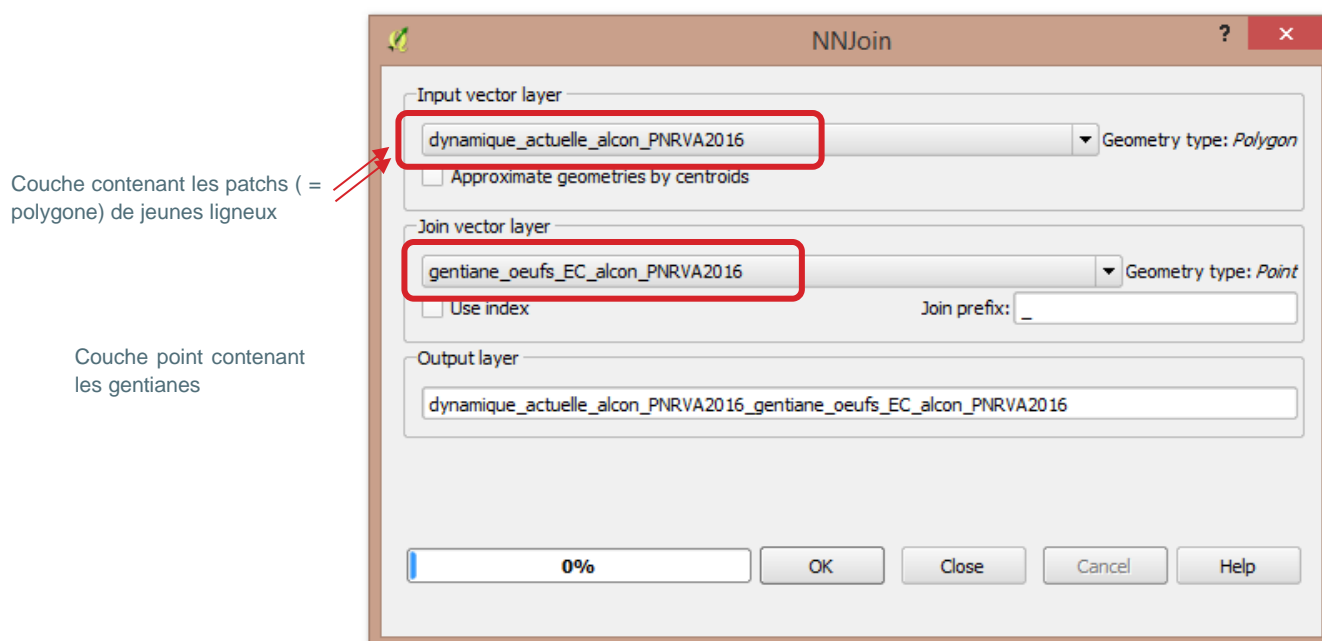 NNJoin
?
Input vector layer
dynamique_actuelle_alcon_PNRVA2016
Geometry type: Polygon
Approximate geometries by centroids
Couche contenant les patchs ( =
polygone) de jeunes ligneux
Join vector layer
gentiane_oeufs_EC_alcon_PNRVA2016
Geometry type: Point
Use index
Join prefix: _
Couche point contenant
les gentianes
Output layer
dynamique_actuelle_alcon_PNRVA2016_gentiane_oeufs_EC_alcon_PNRVA2016
0%
OK
Close
Cancel
Help